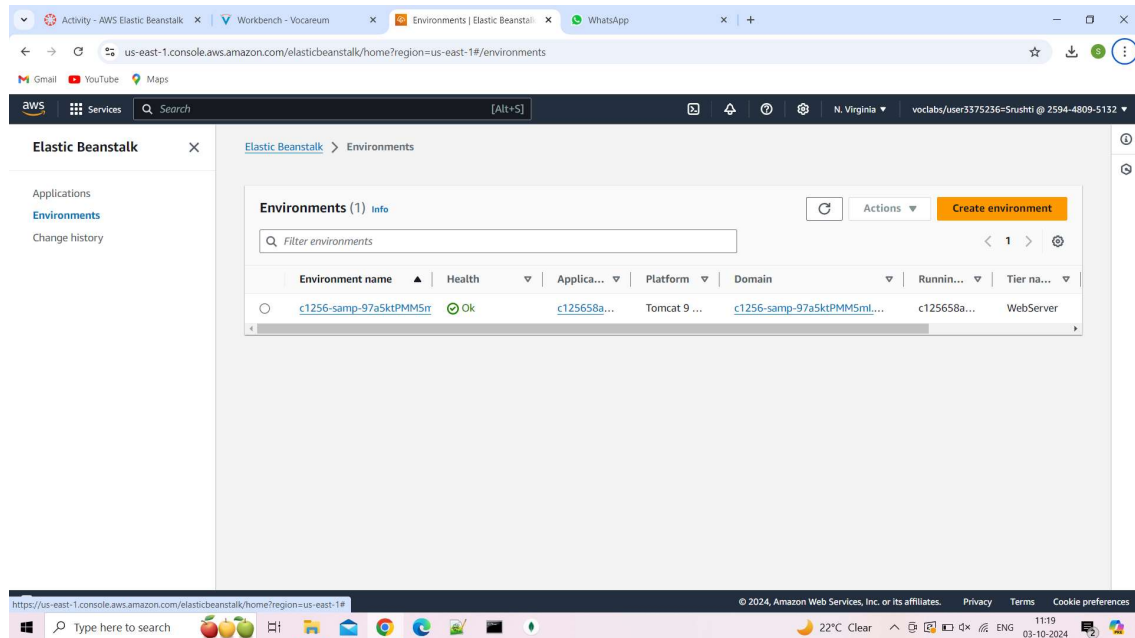 Activity - AWS Elastic Beanstalk
Workbench - Vocareum
Environments | Elastic Beanstalk
WhatsApp
us-east-1.console.aws.amazon.com/elasticbeanstalk/home?region=us-east-1#/environments
S
Gmail YouTube Maps
aws Services Search [Alt+S] N. Virginia voclabs/user3375236=Srushti @ 2594-4809-5132
Elastic Beanstalk
Elastic Beanstalk > Environments
Applications
Environments
Change history
Environments (1) Info
Actions Create environment
Filter environments
1
Environment name Health Applica... Platform Domain Runnin... Tier na...
c1256-samp-97a5ktPMM5m Ok c125658a... Tomcat 9 ... c1256-samp-97a5ktPMM5ml.... c125658a... WebServer
https://us-east-1.console.aws.amazon.com/elasticbeanstalk/home?region=us-east-1#
© 2024, Amazon Web Services, Inc. or its affiliates. Privacy Terms Cookie preferences
Type here to search
22°C Clear ENG 11:19
03-10-2024
2